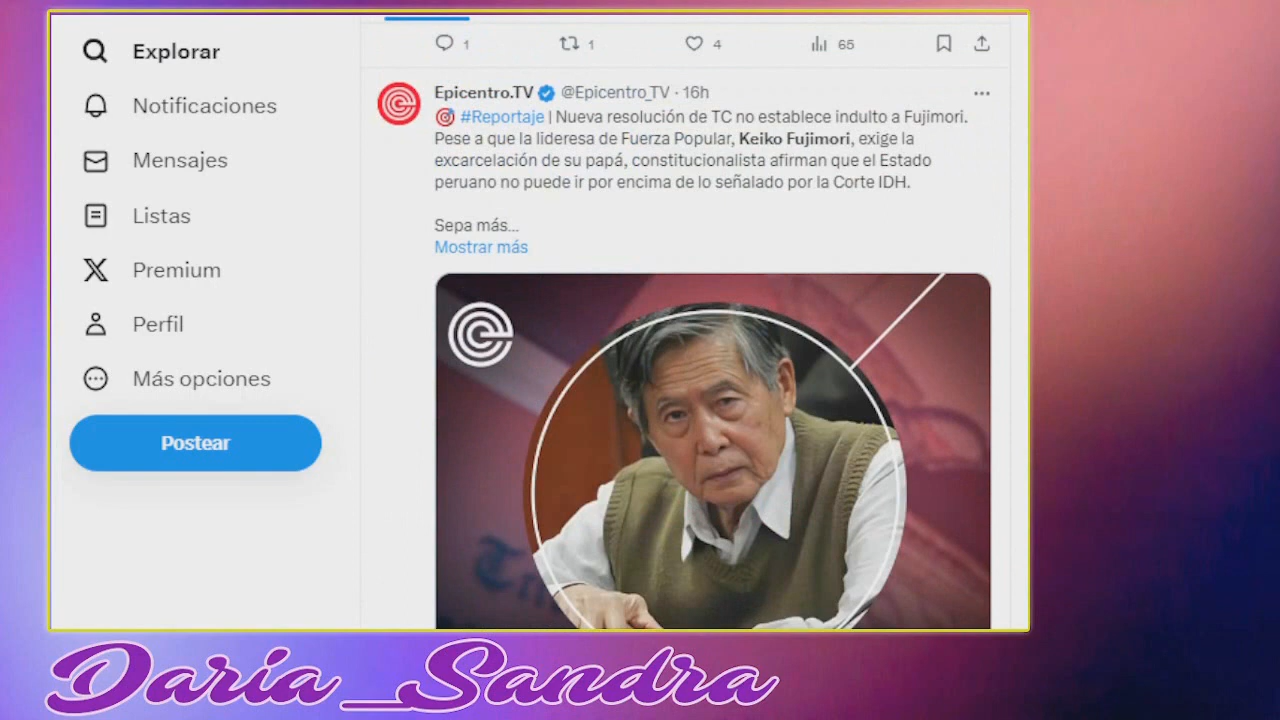 Explorar
Notificaciones
Mensajes
Listas
Premium
Perfil
Más opciones
Postear
1 1 4 65
Epicentro.TV @Epicentro_TV · 16h
#Reportaje | Nueva resolución de TC no establece indulto a Fujimori.
Pese a que la lideresa de Fuerza Popular, Keiko Fujimori, exige la
excarcelación de su papá, constitucionalista afirman que el Estado
peruano no puede ir por encima de lo señalado por la Corte IDH.
Sepa más...
Mostrar más
Daria_Sandra